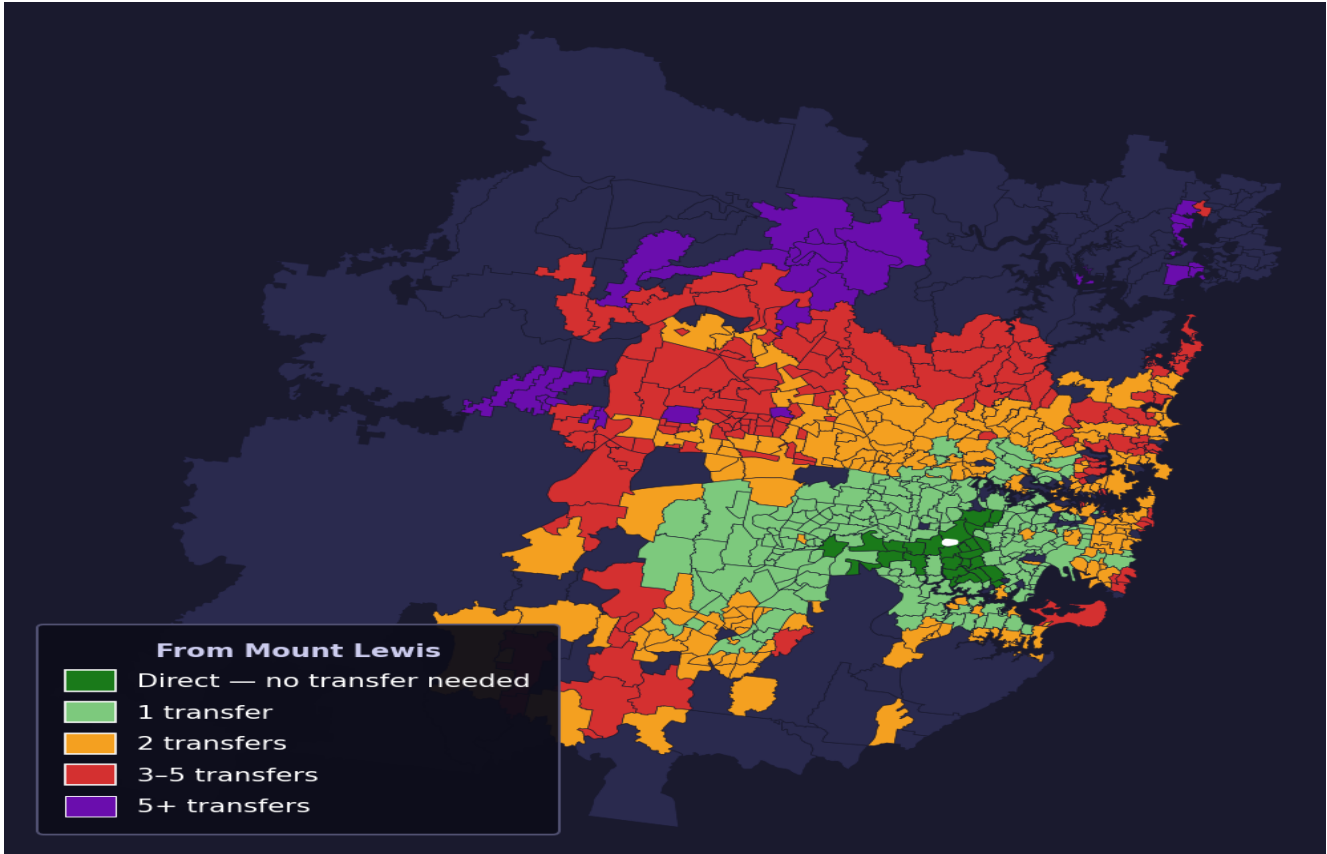 From Mount Lewis
Direct — no transfer needed
1 transfer
2 transfers
3–5 transfers
5+ transfers